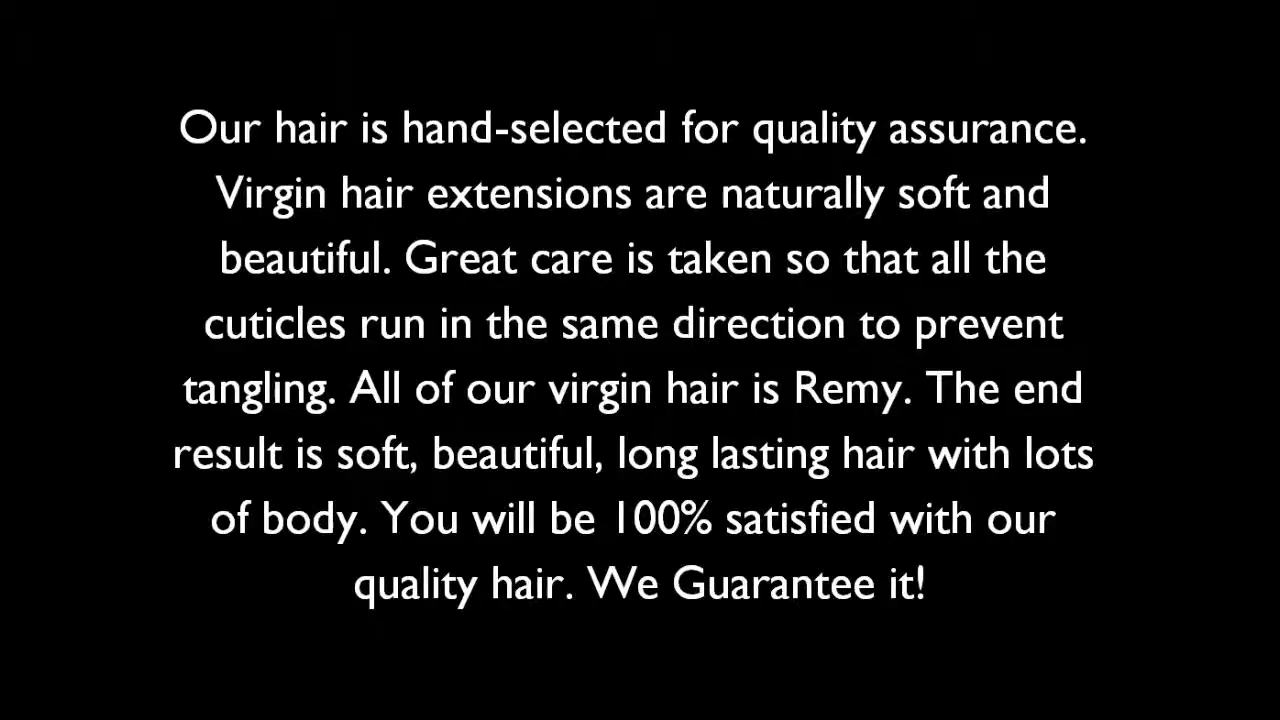 Our hair is hand-selected for quality assurance.
Virgin hair extensions are naturally soft and
beautiful. Great care is taken so that all the
cuticles run in the same direction to prevent
tangling. All of our virgin hair is Remy. The end
result is soft, beautiful, long lasting hair with lots
of body. You will be 100% satisfied with our
quality hair. We Guarantee it!